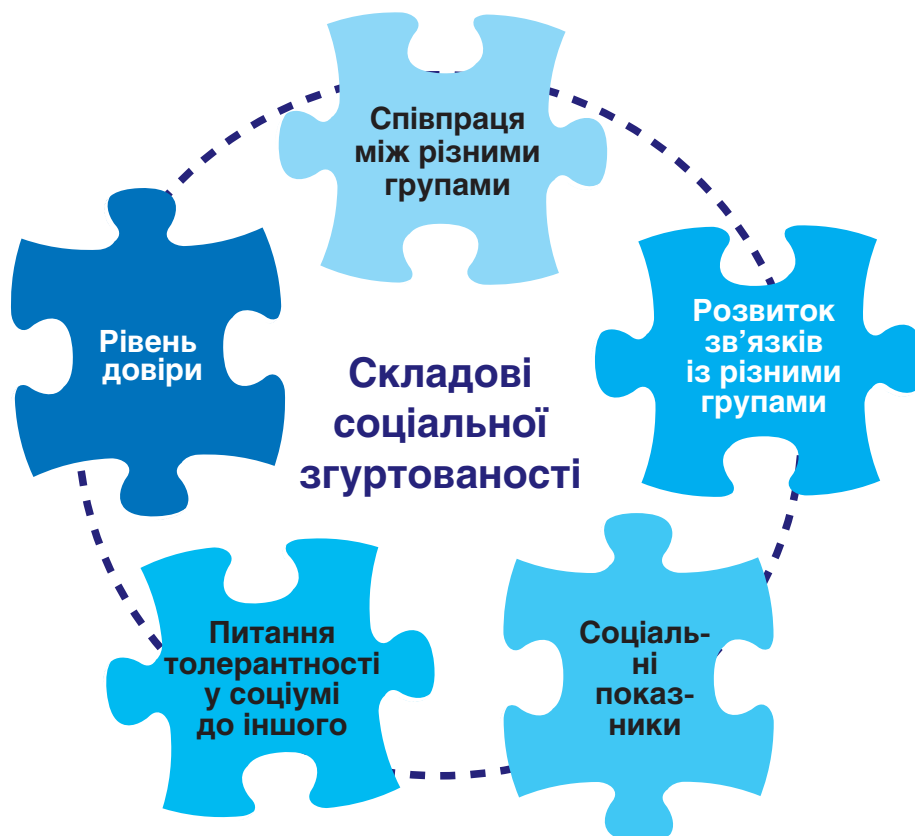 Співпраця
між різними
групами
Рівень
довіри
Складові
соціальної
згуртованості
Розвиток
зв’язків
із різними
групами
Питання
толерантності
у соціумі
до іншого
Соціаль-
ні
показ-
ники